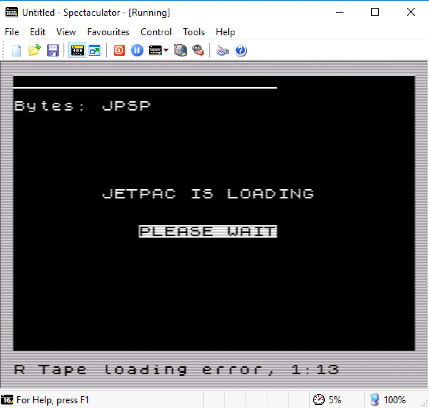 Untitled - Spectaculator - [Running]
File Edit View Favourites Control Tools Help
Bytes: JPSP
JETPAC IS LOADING
PLEASE WAIT
R Tape loading error, 1:13
For Help, press F1 5% 100%